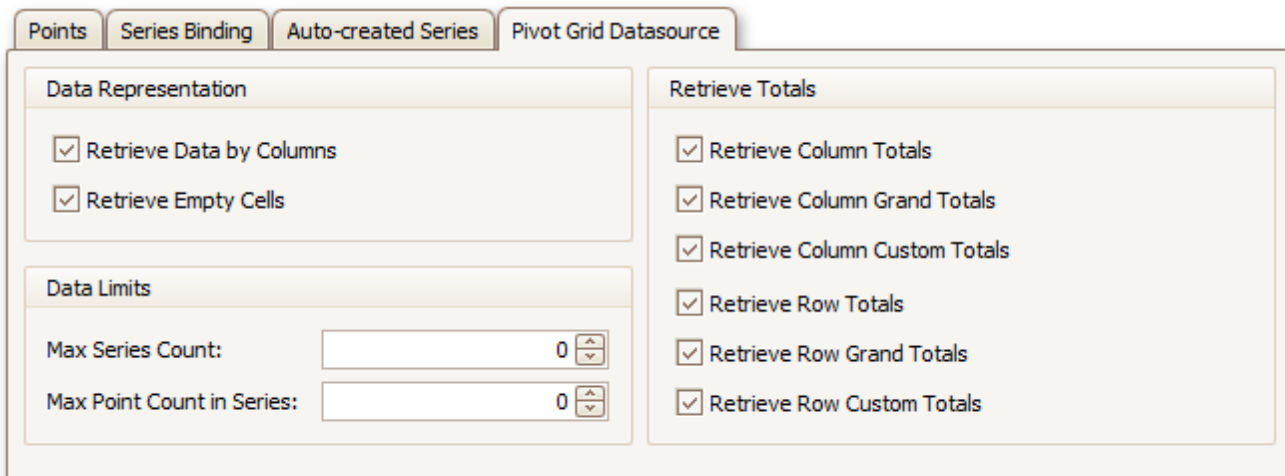 Points Series Binding Auto-created Series Pivot Grid Datasource
Data Representation
Retrieve Data by Columns
Retrieve Empty Cells
Data Limits
Max Series Count: 0
Max Point Count in Series: 0
Retrieve Totals
Retrieve Column Totals
Retrieve Column Grand Totals
Retrieve Column Custom Totals
Retrieve Row Totals
Retrieve Row Grand Totals
Retrieve Row Custom Totals